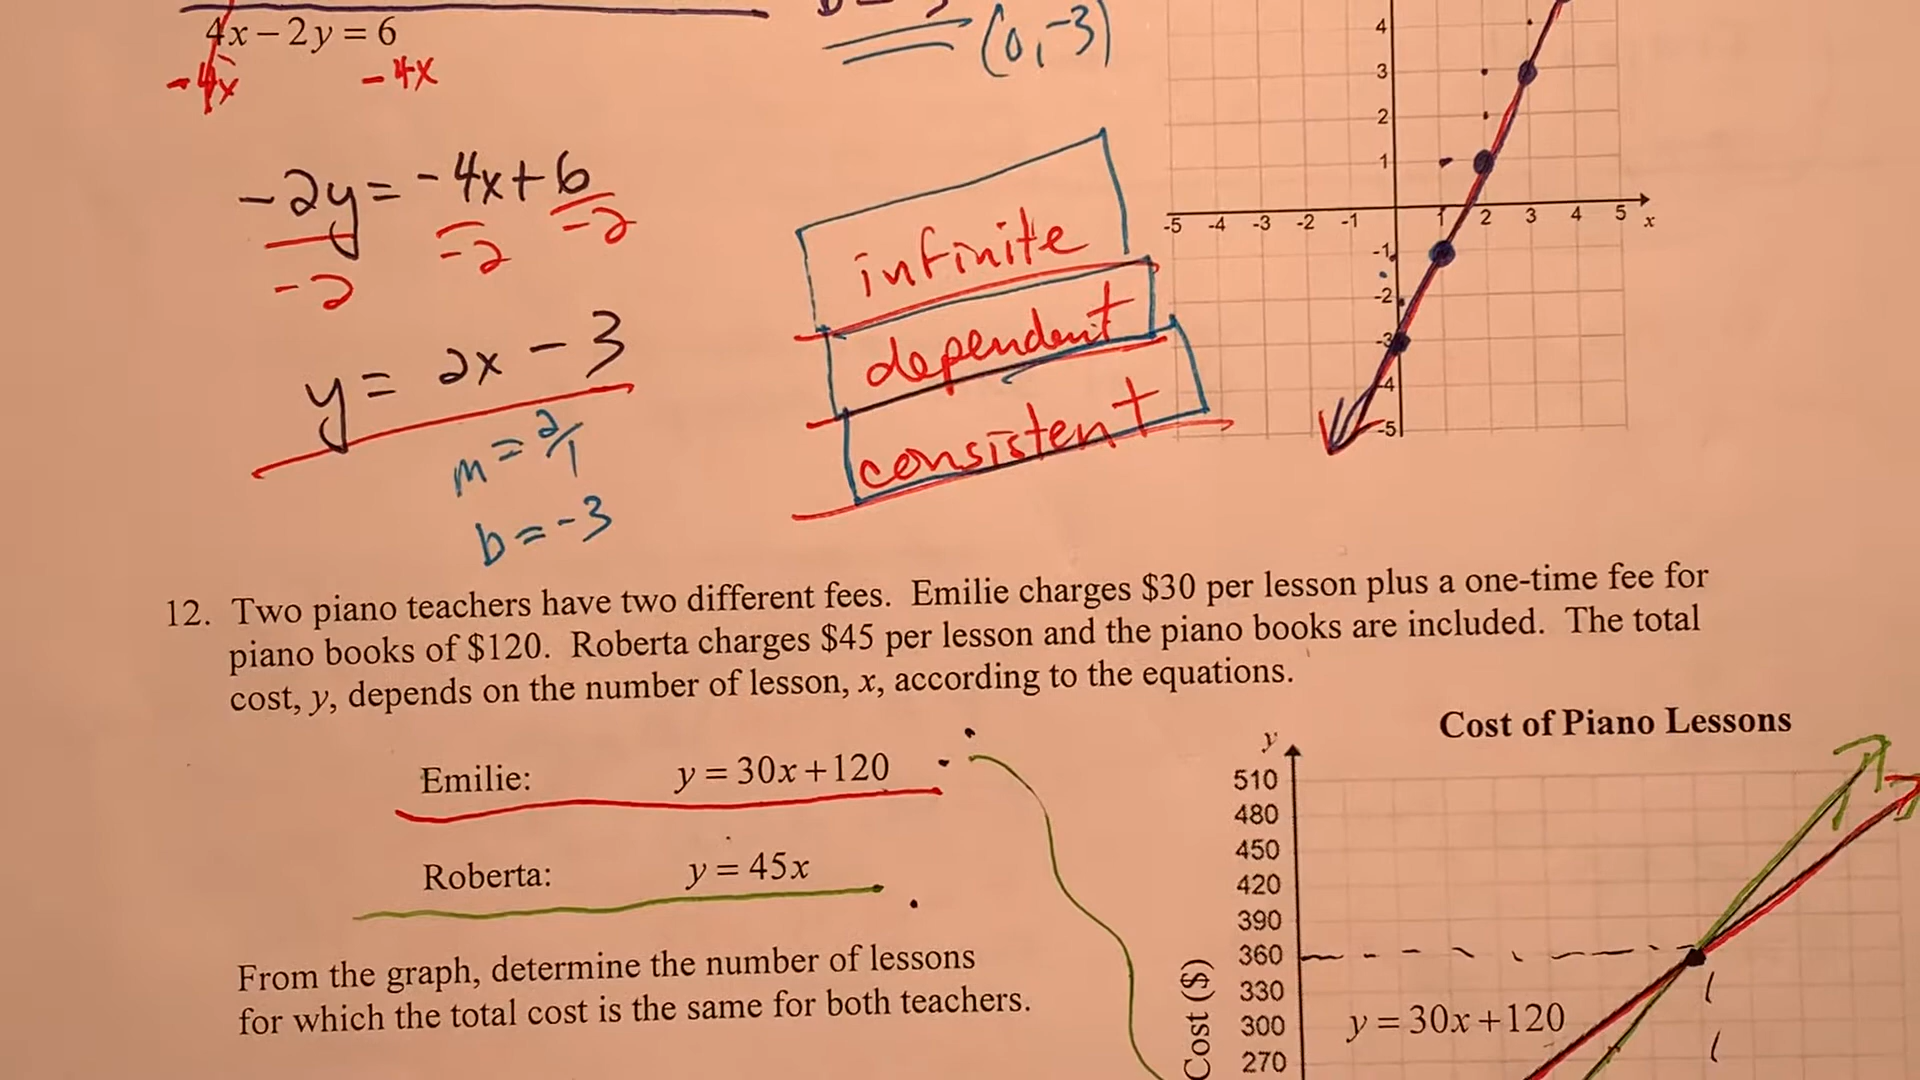 4x − 2y = 6
(0, -3)
-4x -4x
-2y = -4x + 6
-2 -2 -2
y = 2x - 3
m = 2/1
b = -3
infinite
dependent
consistent
4
3
2
1
-5 -4 -3 -2 -1 1 2 3 4 5 x
-1
-2
-3
-4
-5
12. Two piano teachers have two different fees. Emilie charges $30 per lesson plus a one-time fee for
piano books of $120. Roberta charges $45 per lesson and the piano books are included. The total
cost, y, depends on the number of lesson, x, according to the equations.
Emilie: y = 30x + 120
Roberta: y = 45x
From the graph, determine the number of lessons
for which the total cost is the same for both teachers.
Cost of Piano Lessons
y
510
480
450
420
390
360
330
300
270
Cost ($)
y = 30x + 120